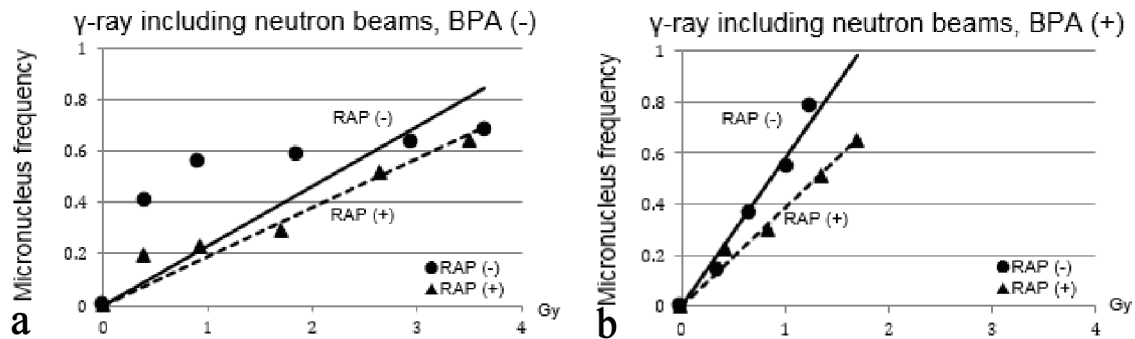 γ-ray including neutron beams, BPA (-)
Micronucleus frequency
1
0.8
0.6
0.4
0.2
0
0
1
2
3
4
Gy
RAP (-)
RAP (+)
RAP (-)
RAP (+)
a
γ-ray including neutron beams, BPA (+)
Micronucleus frequency
1
0.8
0.6
0.4
0.2
0
0
1
2
3
4
Gy
RAP (-)
RAP (+)
RAP (-)
RAP (+)
b